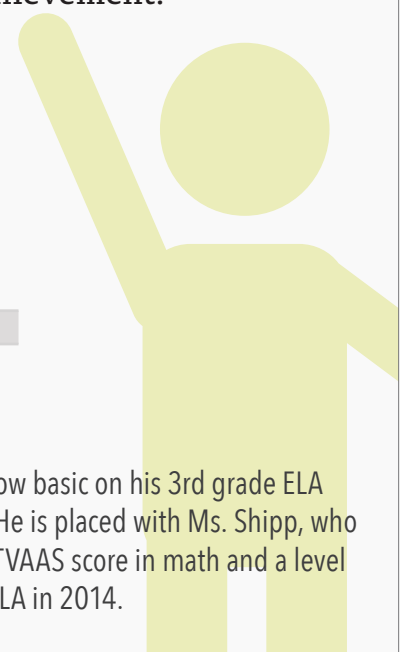 ow basic on his 3rd grade ELA
He is placed with Ms. Shipp, who
TVAAS score in math and a level
LA in 2014.